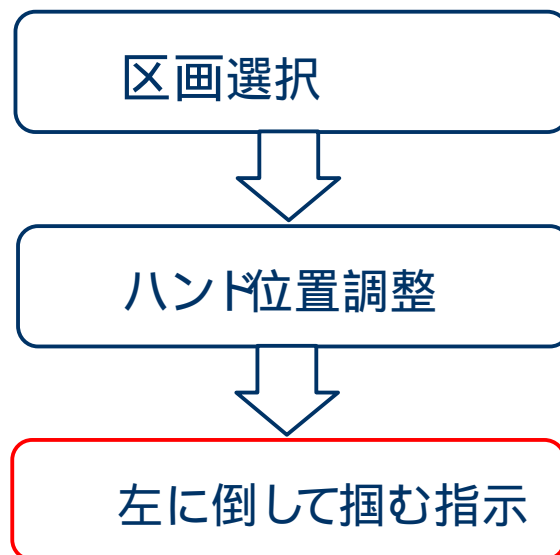 区画選択
ハンド位置調整
左に倒して掴む指示